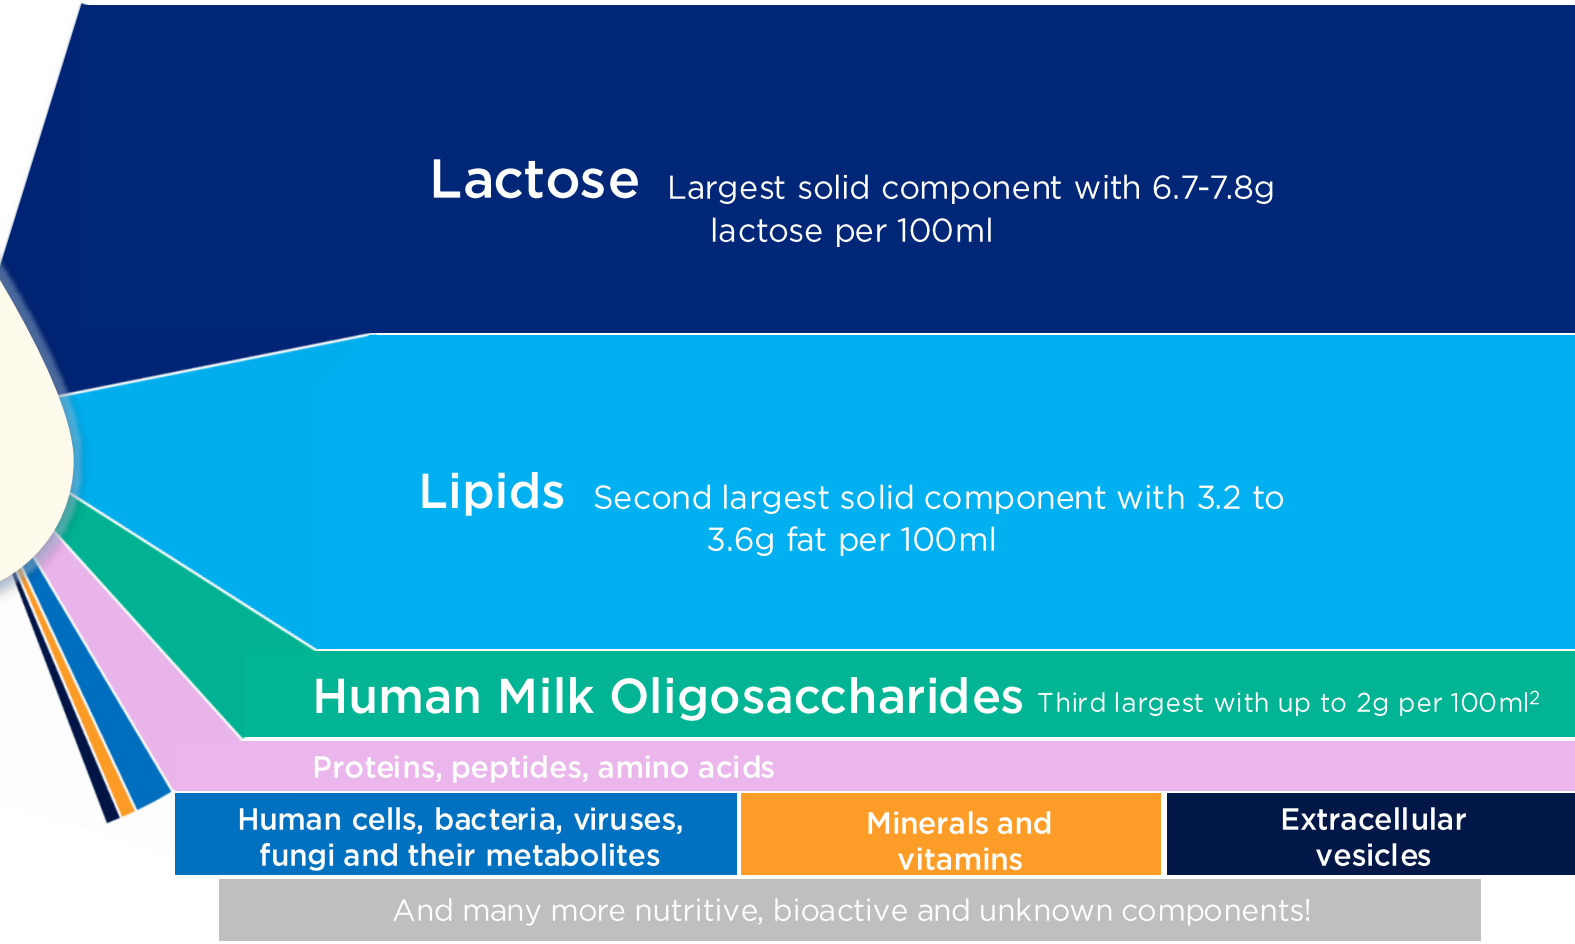 Lactose Largest solid component with 6.7-7.8g
lactose per 100ml
Lipids Second largest solid component with 3.2 to
3.6g fat per 100ml
Human Milk Oligosaccharides Third largest with up to 2g per 100ml²
Proteins, peptides, amino acids
Human cells, bacteria, viruses,
fungi and their metabolites
Minerals and
vitamins
Extracellular
vesicles
And many more nutritive, bioactive and unknown components!